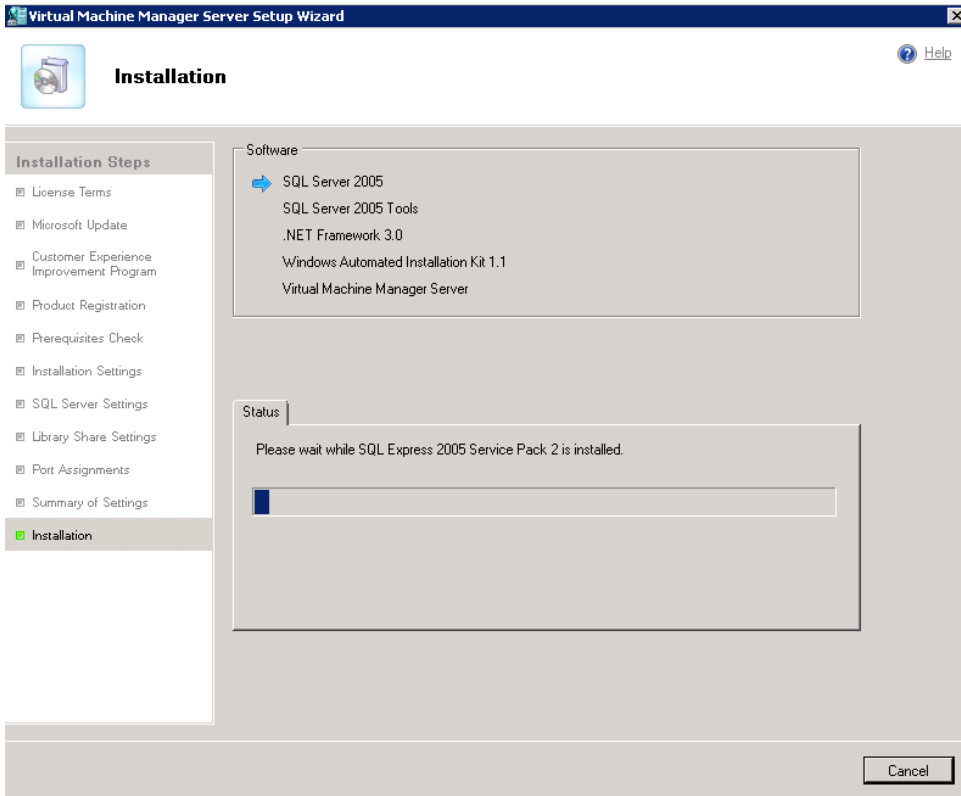 Virtual Machine Manager Server Setup Wizard
Help
Installation
Installation Steps
License Terms
Microsoft Update
Customer Experience
Improvement Program
Product Registration
Prerequisites Check
Installation Settings
SQL Server Settings
Library Share Settings
Port Assignments
Summary of Settings
Installation
Software
SQL Server 2005
SQL Server 2005 Tools
.NET Framework 3.0
Windows Automated Installation Kit 1.1
Virtual Machine Manager Server
Status
Please wait while SQL Express 2005 Service Pack 2 is installed.
Cancel